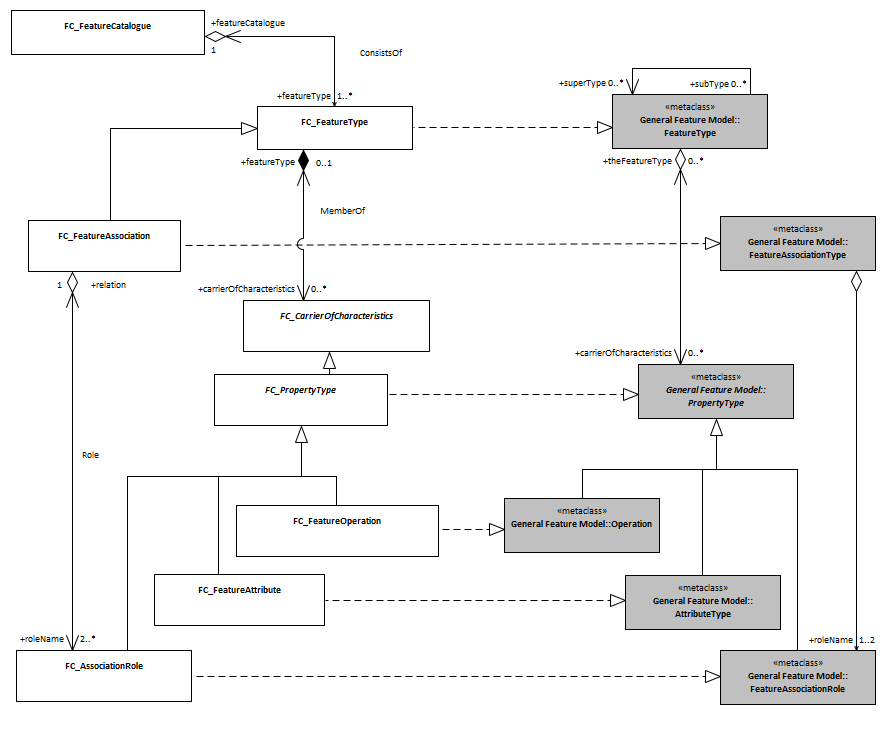 FC_FeatureCatalogue
+featureCatalogue
1
ConsistsOf
+featureType 1..*
+superType 0..*
+subType 0..*
FC_FeatureType
«metaclass»
General Feature Model::
FeatureType
+featureType 0..1
+theFeatureType 0..*
MemberOf
FC_FeatureAssociation
«metaclass»
General Feature Model::
FeatureAssociationType
1 +relation
+carrierOfCharacteristics 0..*
FC_CarrierOfCharacteristics
+carrierOfCharacteristics 0..*
FC_PropertyType
«metaclass»
General Feature Model::
PropertyType
Role
FC_FeatureOperation
«metaclass»
General Feature Model::Operation
FC_FeatureAttribute
«metaclass»
General Feature Model::
AttributeType
+roleName 2..*
+roleName 1..2
FC_AssociationRole
«metaclass»
General Feature Model::
FeatureAssociationRole